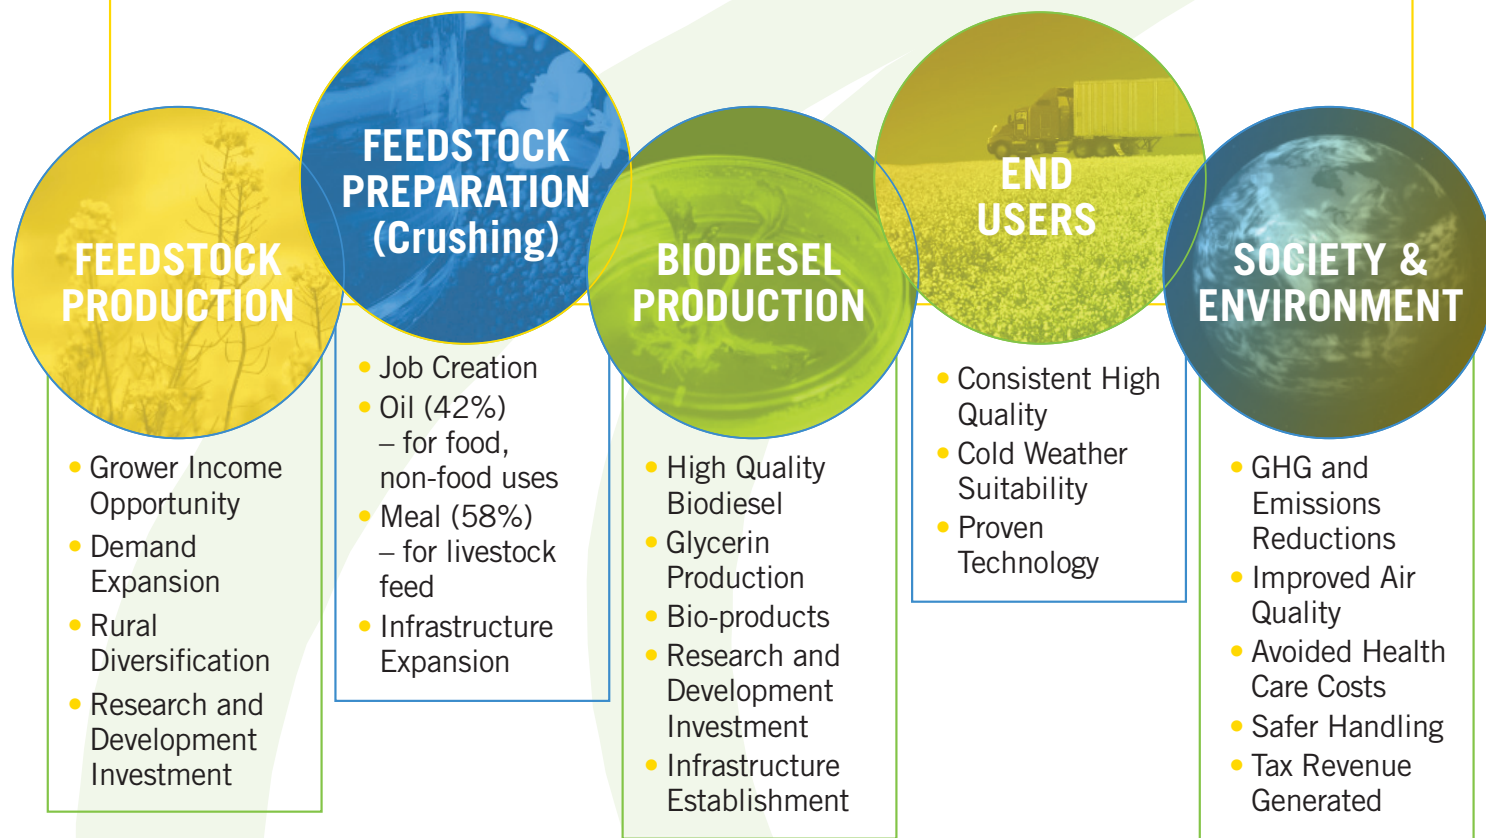 FEEDSTOCK
PRODUCTION
• Grower Income
Opportunity
• Demand
Expansion
• Rural
Diversification
• Research and
Development
Investment
FEEDSTOCK
PREPARATION
(Crushing)
• Job Creation
• Oil (42%)
– for food,
non-food uses
• Meal (58%)
– for livestock
feed
• Infrastructure
Expansion
BIODIESEL
PRODUCTION
• High Quality
Biodiesel
• Glycerin
Production
• Bio-products
• Research and
Development
Investment
• Infrastructure
Establishment
END
USERS
• Consistent High
Quality
• Cold Weather
Suitability
• Proven
Technology
SOCIETY &
ENVIRONMENT
• GHG and
Emissions
Reductions
• Improved Air
Quality
• Avoided Health
Care Costs
• Safer Handling
• Tax Revenue
Generated